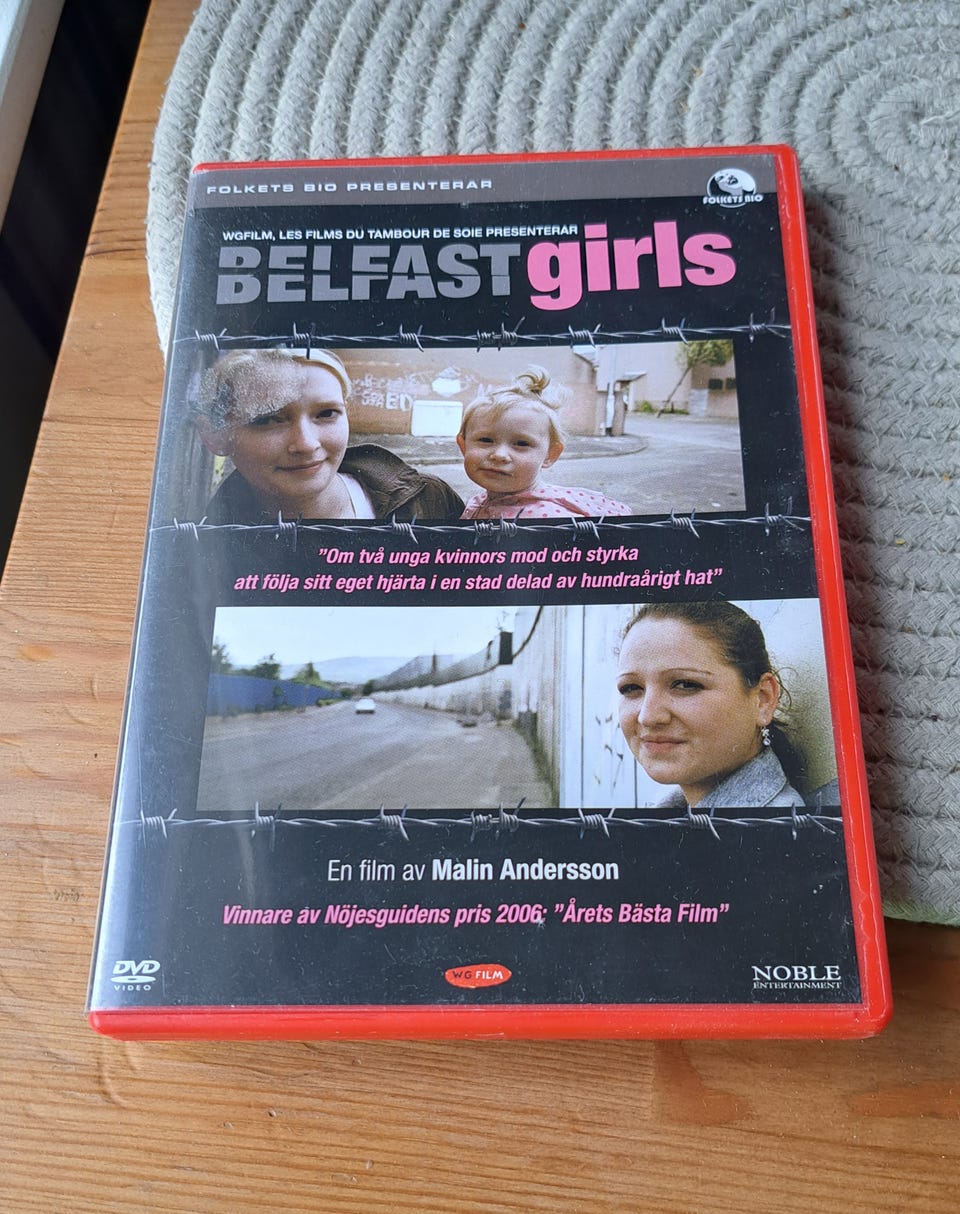 FOLKETS BIO PRESENTERAR
FOLKETS BIO
WGFILM, LES FILMS DU TAMBOUR DE SOIE PRESENTERAR
BELFAST girls
"Om två unga kvinnors mod och styrka
att följa sitt eget hjärta i en stad delad av hundraårigt hat"
En film av Malin Andersson
Vinnare av Nöjesguidens pris 2006: "Årets Bästa Film"
DVD
VIDEO
WG FILM
NOBLE
ENTERTAINMENT